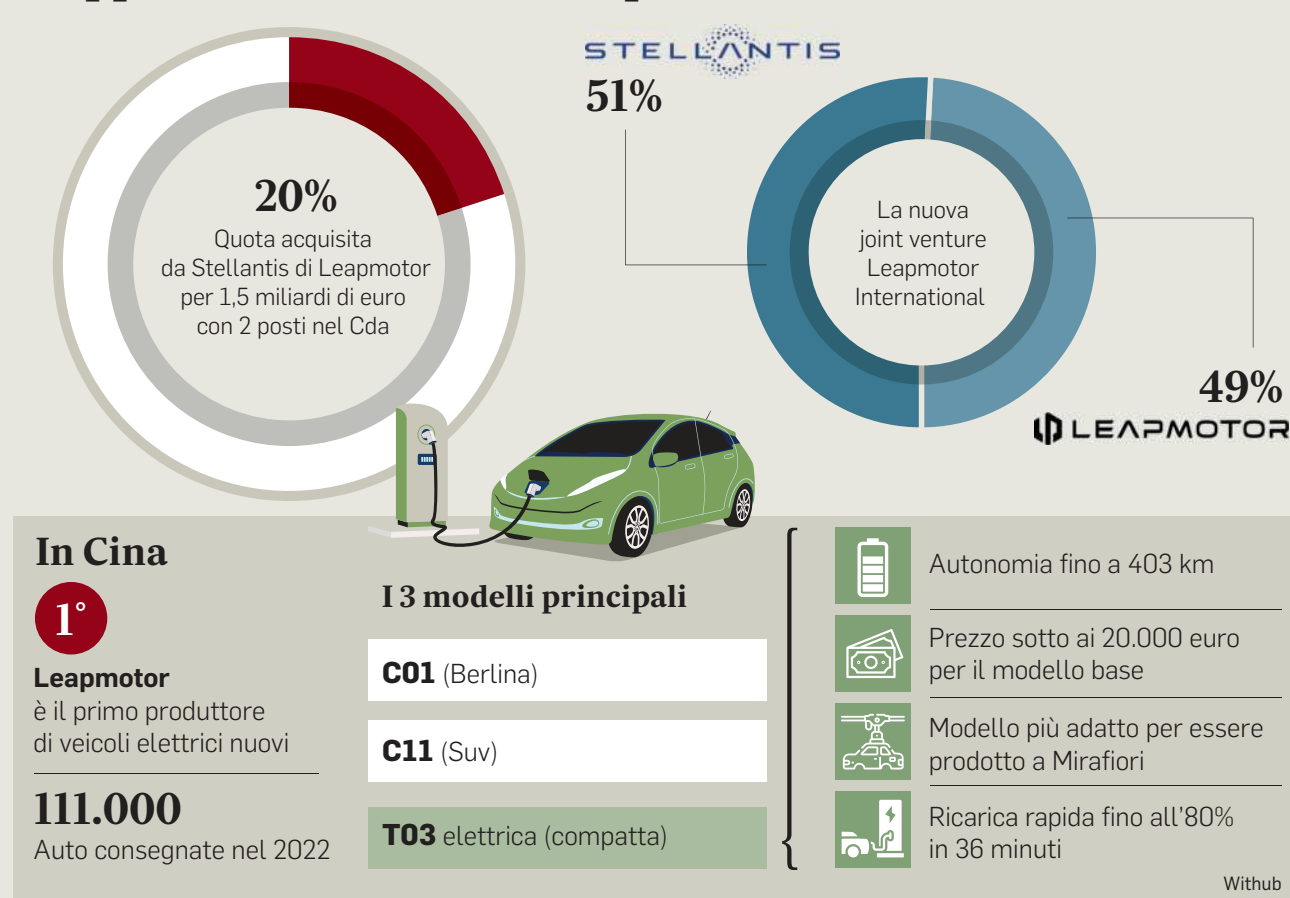 20%
Quota acquisita
da Stellantis di Leapmotor
per 1,5 miliardi di euro
con 2 posti nel Cda
STELLANTIS
51%
La nuova
joint venture
Leapmotor
International
49%
LEAPMOTOR
In Cina
1°
Leapmotor
è il primo produttore
di veicoli elettrici nuovi
111.000
Auto consegnate nel 2022
I 3 modelli principali
C01 (Berlina)
C11 (Suv)
T03 elettrica (compatta)
Autonomia fino a 403 km
Prezzo sotto ai 20.000 euro
per il modello base
Modello più adatto per essere
prodotto a Mirafiori
Ricarica rapida fino all'80%
in 36 minuti
Withub